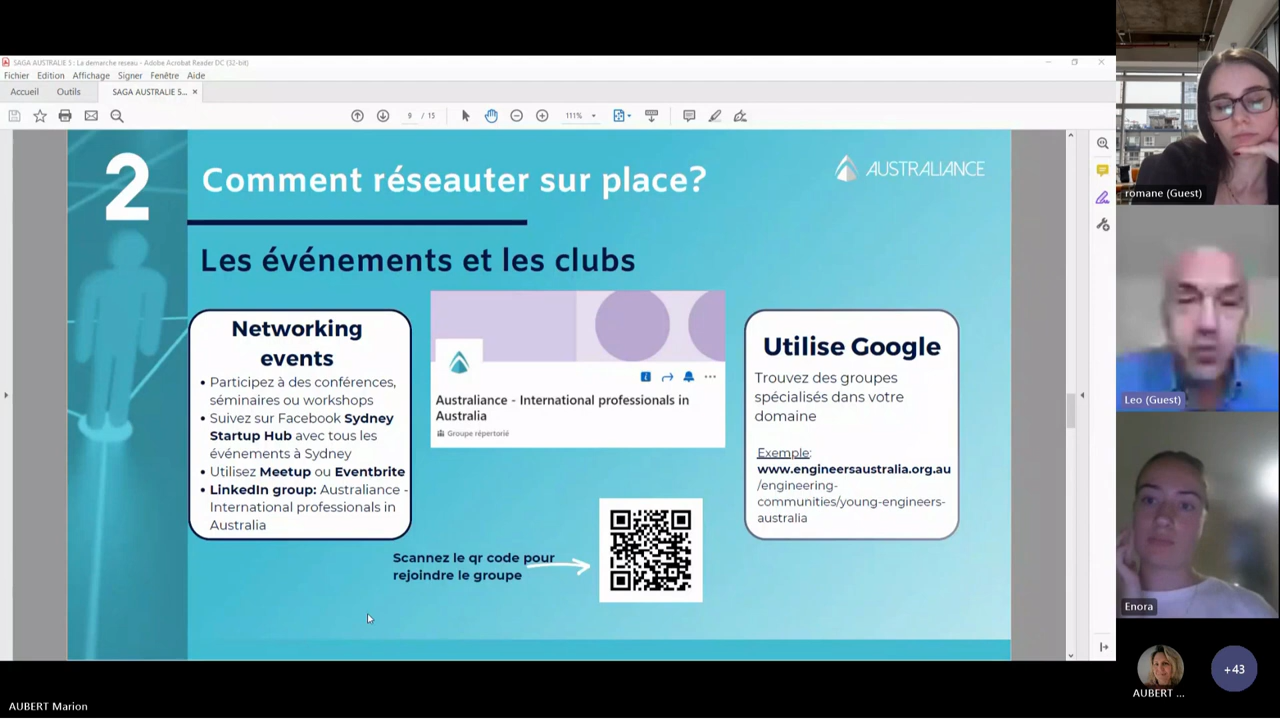 SAGA AUSTRALIE 5 : La demarche reseau - Adobe Acrobat Reader DC (32-bit)
Fichier Edition Affichage Signer Fenêtre Aide
Accueil Outils SAGA AUSTRALIE 5... ×
9 / 15 111%
2
Comment réseauter sur place?
AUSTRALIANCE
Les événements et les clubs
Networking
events
• Participez à des conférences,
séminaires ou workshops
• Suivez sur Facebook Sydney
Startup Hub avec tous les
événements à Sydney
• Utilisez Meetup ou Eventbrite
• LinkedIn group: Australiance -
International professionals in
Australia
Australiance - International professionals in
Australia
Groupe répertorié
Scannez le qr code pour
rejoindre le groupe
Utilise Google
Trouvez des groupes
spécialisés dans votre
domaine
Exemple:
www.engineersaustralia.org.au
/engineering-
communities/young-engineers-
australia
romane (Guest)
Leo (Guest)
Enora
AUBERT ...
+43
AUBERT Marion